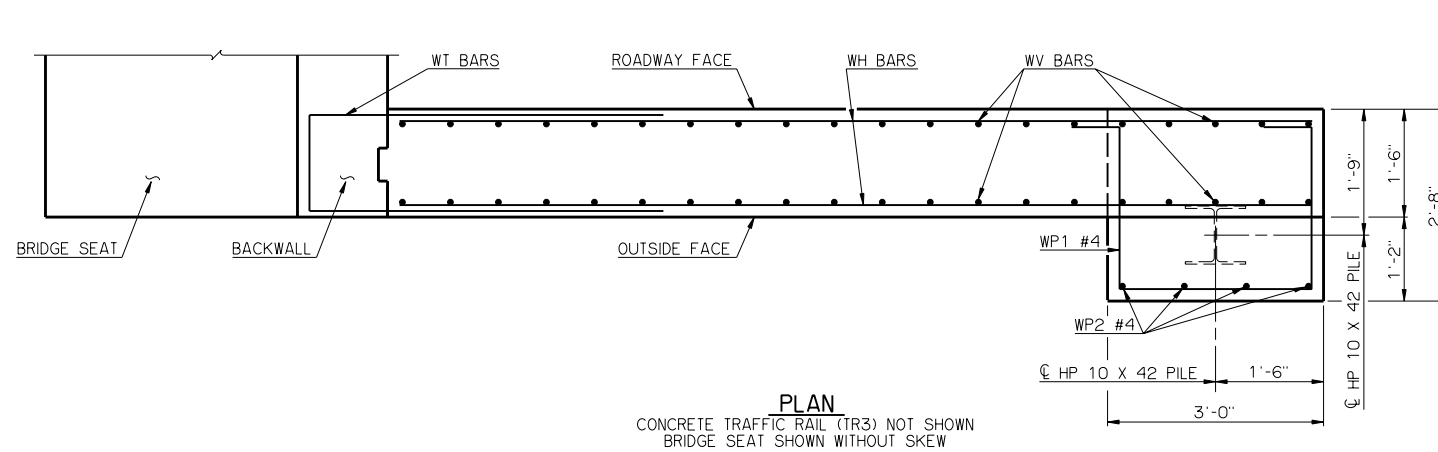 WT BARS
ROADWAY FACE
WH BARS
WV BARS
1'-9"
1'-6"
2'-8"
BRIDGE SEAT
BACKWALL
OUTSIDE FACE
WP1 #4
1'-2"
WP2 #4
℄ HP 10 X 42 PILE
℄ HP 10 X 42 PILE
1'-6"
3'-0"
PLAN
CONCRETE TRAFFIC RAIL (TR3) NOT SHOWN
BRIDGE SEAT SHOWN WITHOUT SKEW